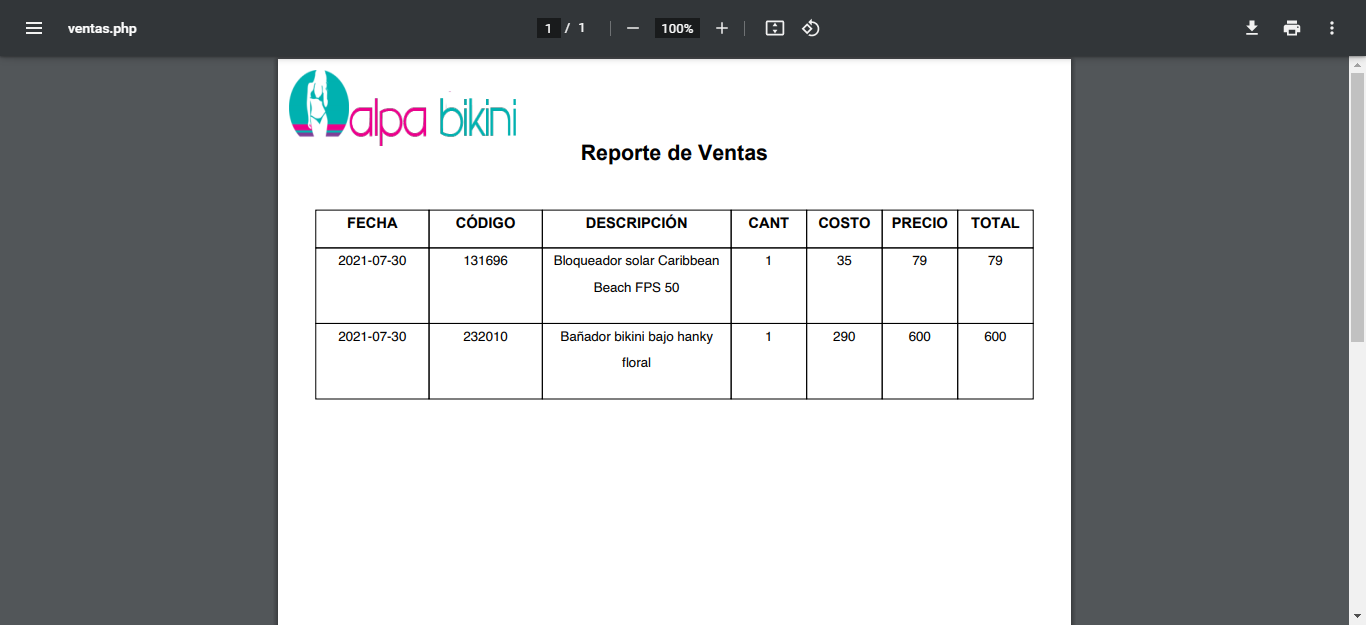 ventas.php
1 / 1
100%
alpa bikini
Reporte de Ventas
FECHA CÓDIGO DESCRIPCIÓN CANT COSTO PRECIO TOTAL
2021-07-30 131696 Bloqueador solar Caribbean 1 35 79 79
Beach FPS 50
2021-07-30 232010 Bañador bikini bajo hanky 1 290 600 600
floral